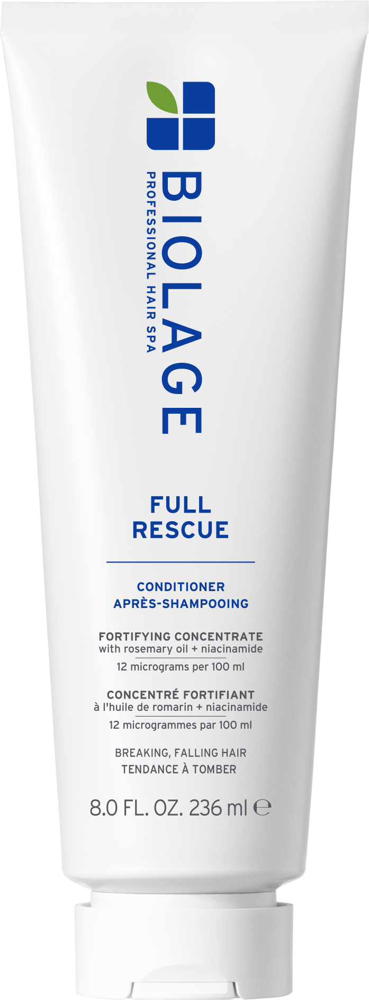 BIOLAGE
PROFESSIONAL HAIR SPA
FULL
RESCUE
CONDITIONER
APRÈS-SHAMPOOING
FORTIFYING CONCENTRATE
with rosemary oil + niacinamide
12 micrograms per 100 ml
CONCENTRÉ FORTIFIANT
à l'huile de romarin + niacinamide
12 microgrammes par 100 ml
BREAKING, FALLING HAIR
TENDANCE À TOMBER
8.0 FL. OZ. 236 ml ℮